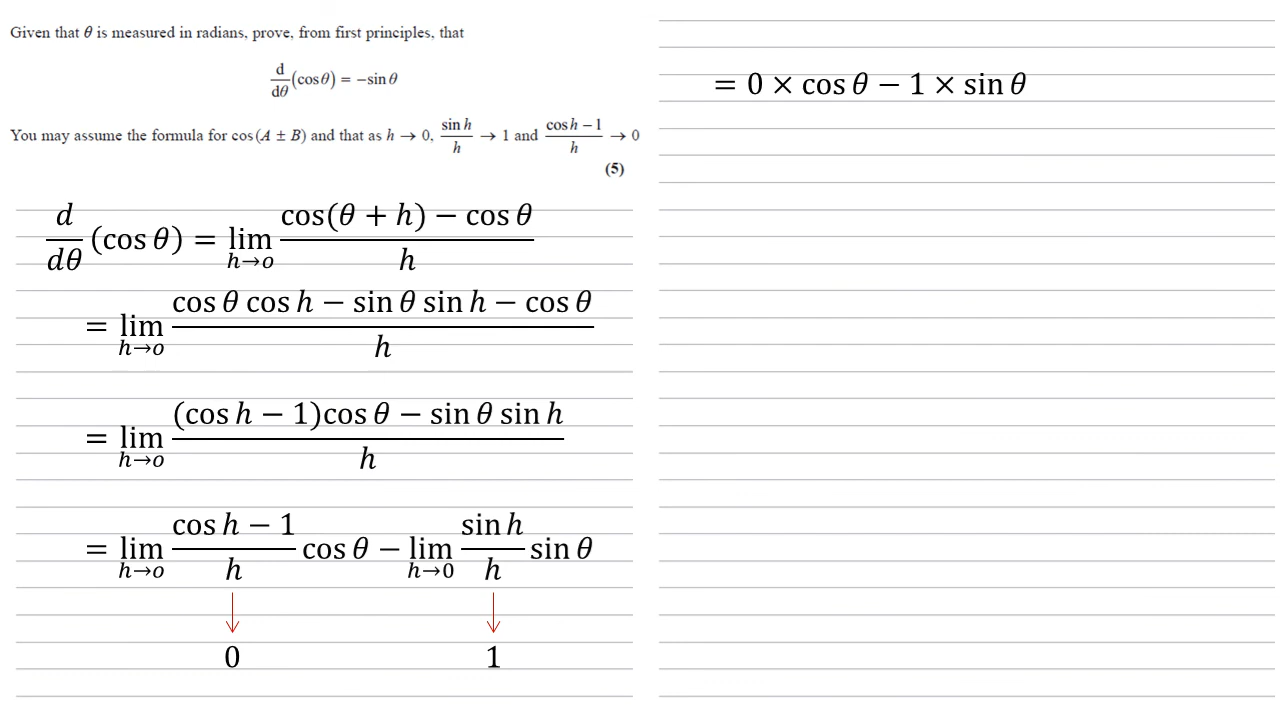 Given that θ is measured in radians, prove, from first principles, that
d/dθ (cos θ) = −sin θ
You may assume the formula for cos(A ± B) and that as h → 0, sin h / h → 1 and cos h − 1 / h → 0
(5)
d/dθ (cos θ) = lim h→o cos(θ + h) − cos θ / h
= lim h→o cos θ cos h − sin θ sin h − cos θ / h
= lim h→o (cos h − 1)cos θ − sin θ sin h / h
= lim h→o cos h − 1 / h cos θ − lim h→0 sin h / h sin θ
↓ ↓
0 1
= 0 × cos θ − 1 × sin θ